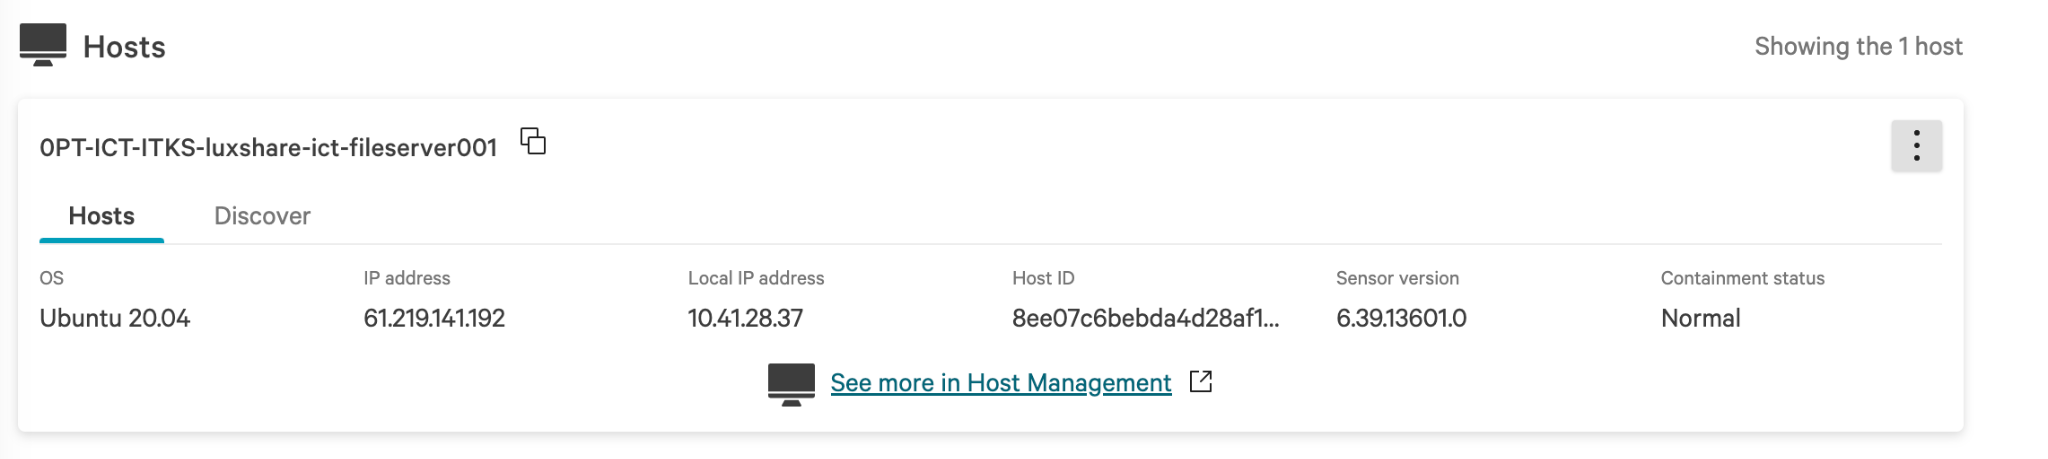 Hosts
Showing the 1 host
0PT-ICT-ITKS-luxshare-ict-fileserver001
Hosts Discover
OS IP address Local IP address Host ID Sensor version Containment status
Ubuntu 20.04 61.219.141.192 10.41.28.37 8ee07c6bebda4d28af1... 6.39.13601.0 Normal
See more in Host Management